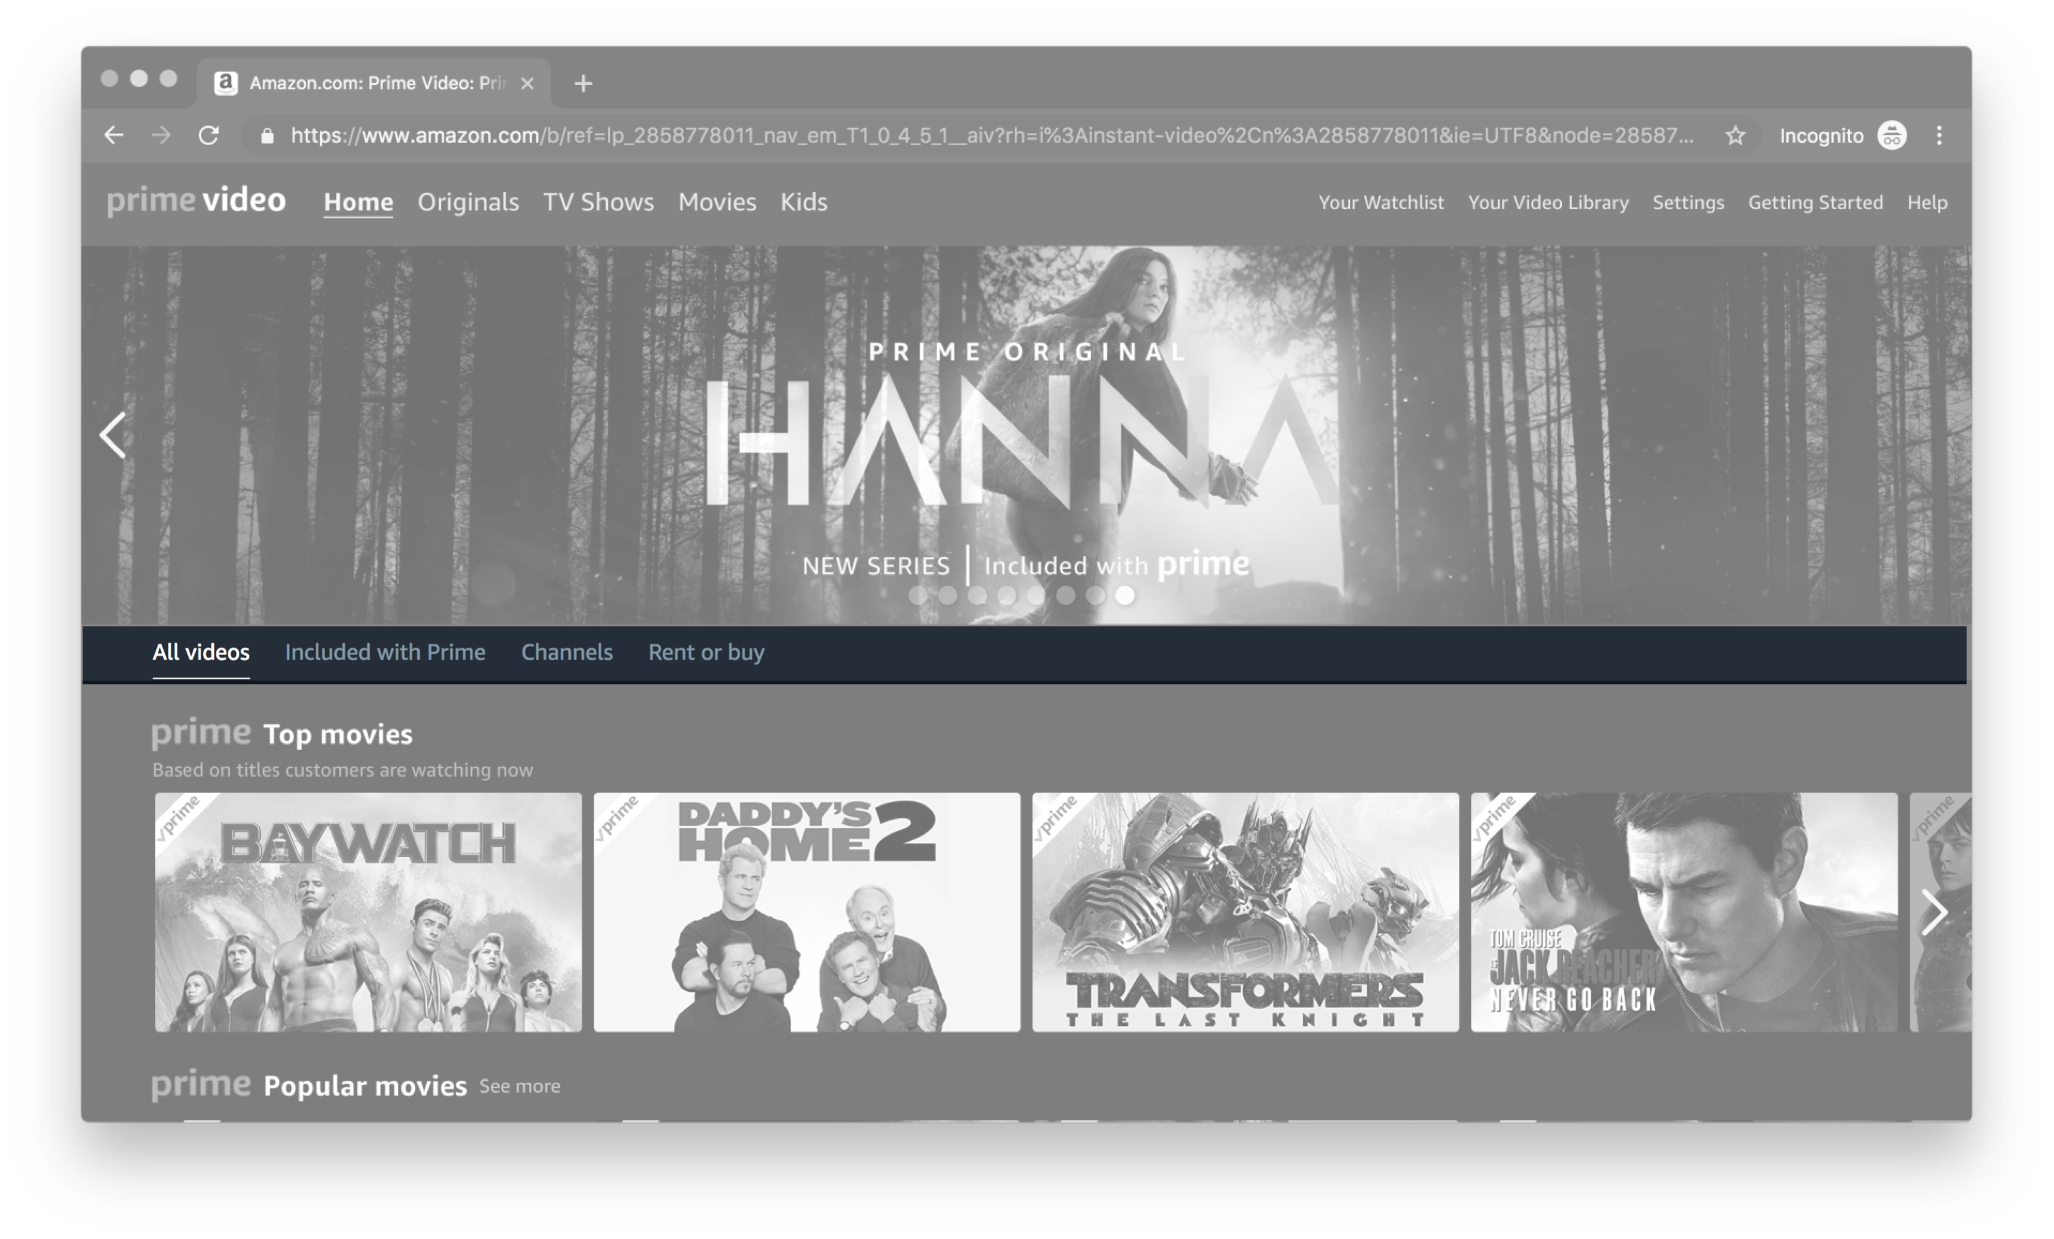 Amazon.com: Prime Video: Pri
https://www.amazon.com/b/ref=lp_2858778011_nav_em_T1_0_4_5_1__aiv?rh=i%3Ainstant-video%2Cn%3A2858778011&ie=UTF8&node=28587...
Incognito
prime video Home Originals TV Shows Movies Kids Your Watchlist Your Video Library Settings Getting Started Help
PRIME ORIGINAL
HANNA
NEW SERIES | Included with prime
All videos Included with Prime Channels Rent or buy
prime Top movies
Based on titles customers are watching now
prime
BAYWATCH
prime
DADDY'S
HOME 2
prime
TRANSFORMERS
THE LAST KNIGHT
prime
TOM CRUISE
IS
JACK REACHER
NEVER GO BACK
prime
prime Popular movies See more